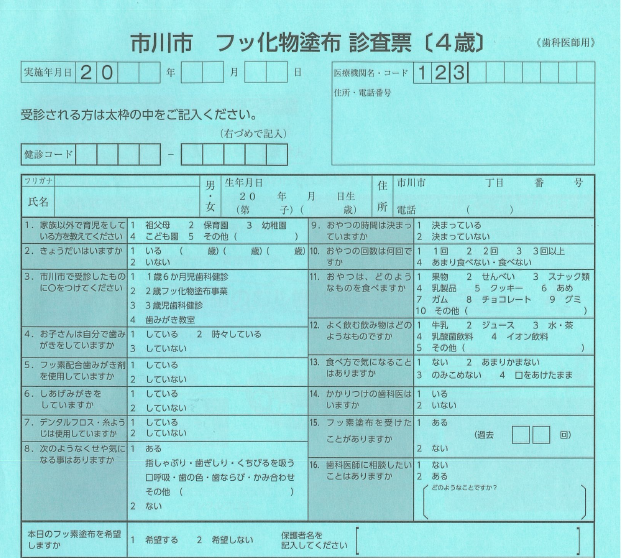 市川市 フッ化物塗布 診査票〔4歳〕 《歯科医師用》
実施年月日 20 年 月 日
医療機関名・コード 123
住所・電話番号
受診される方は太枠の中をご記入ください。
(右づめで記入)
健診コード －
フリガナ
氏名
男・女
生年月日
20 年 月 日生
(第 子)( 歳)
住所
市川市 丁目 番 号
電話 ( )
1. 家族以外で育児をしている方を教えてください
1 祖父母 2 保育園 3 幼稚園
4 こども園 5 その他( )
2. きょうだいはいますか
1 いる ( 歳)( 歳)( 歳)
2 いない
3. 市川市で受診したものに○をつけてください
1 1歳6か月児歯科健診
2 2歳フッ化物塗布事業
3 3歳児歯科健診
4 歯みがき教室
4. お子さんは自分で歯みがきをしていますか
1 している 2 時々している
3 していない
5. フッ素配合歯みがき剤を使用していますか
1 している
2 していない
6. しあげみがきをしていますか
1 している
2 していない
7. デンタルフロス・糸ようじは使用していますか
1 している
2 していない
8. 次のようなくせや気になる事はありますか
1 ある
指しゃぶり・歯ぎしり・くちびるを吸う
口呼吸・歯の色・歯ならび・かみ合わせ
その他 ( )
2 ない
9. おやつの時間は決まっていますか
1 決まっている
2 決まっていない
10. おやつの回数は何回ですか
1 1回 2 2回 3 3回以上
4 あまり食べない・食べない
11. おやつは、どのようなものを食べますか
1 果物 2 せんべい 3 スナック類
4 乳製品 5 クッキー 6 あめ
7 ガム 8 チョコレート 9 グミ
10 その他( )
12. よく飲む飲み物はどのようなものですか
1 牛乳 2 ジュース 3 水・茶
4 乳酸菌飲料 4 イオン飲料
5 その他( )
13. 食べ方で気になることはありますか
1 ない 2 あまりかまない
3 のみこめない 4 口をあけたまま
14. かかりつけの歯科医はいますか
1 いる
2 いない
15. フッ素塗布を受けたことがありますか
1 ある
(過去 回)
2 ない
16. 歯科医師に相談したいことはありますか
1 ない
2 ある
どのようなことですか?
本日のフッ素塗布を希望しますか
1 希望する 2 希望しない
保護者名を記入してください